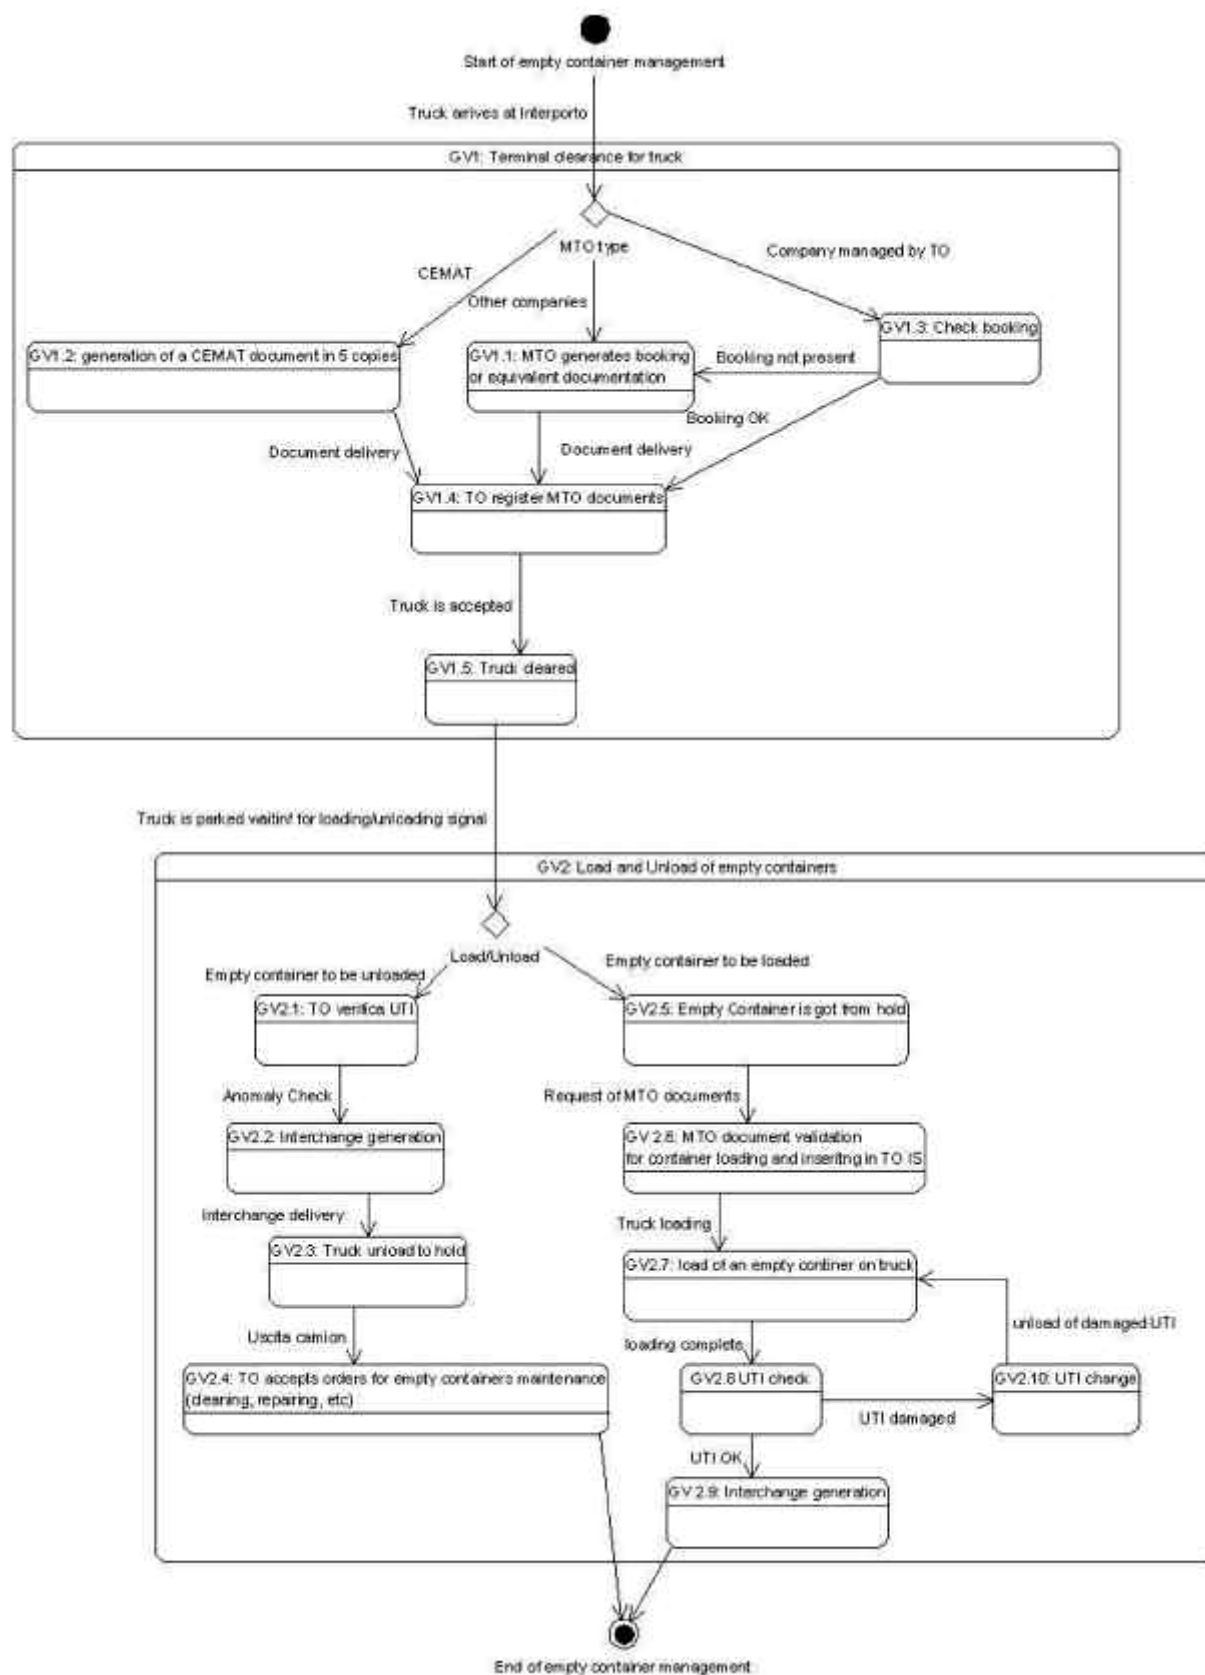 Start of empty container management
Truck arrives at Interporto
GV1: Terminal clearance for truck
MTO type
Company managed by TO
CEMAT
Other companies
GV1.3: Check booking
GV1.2: generation of a CEMAT document in 5 copies
GV1.1: MTO generates booking
or equivalent documentation
Booking not present
Booking OK
Document delivery
Document delivery
GV1.4: TO register MTO documents
Truck is accepted
GV1.5: Truck cleared
Truck is parked waitinf for loading/unloading signal
GV2: Load and Unload of empty containers
Load/Unload
Empty container to be unloaded
Empty container to be loaded
GV2.1: TO verifica UTI
GV2.5: Empty Container is got from hold
Anomaly Check
Request of MTO documents
GV2.2: Interchange generation
GV 2.6: MTO document validation
for container loading and inseritng in TO IS
Interchange delivery
Truck loading
GV2.3: Truck unload to hold
GV2.7: load of an empty continer on truck
Uscita camion
loading complete
unload of damaged UTI
GV2.4: TO accepts orders for empty containers maintenance
(cleaning, repairing, etc)
GV2.8 UTI check
GV2.10: UTI change
UTI damaged
UTI OK
GV 2.9: Interchange generation
End of empty container management